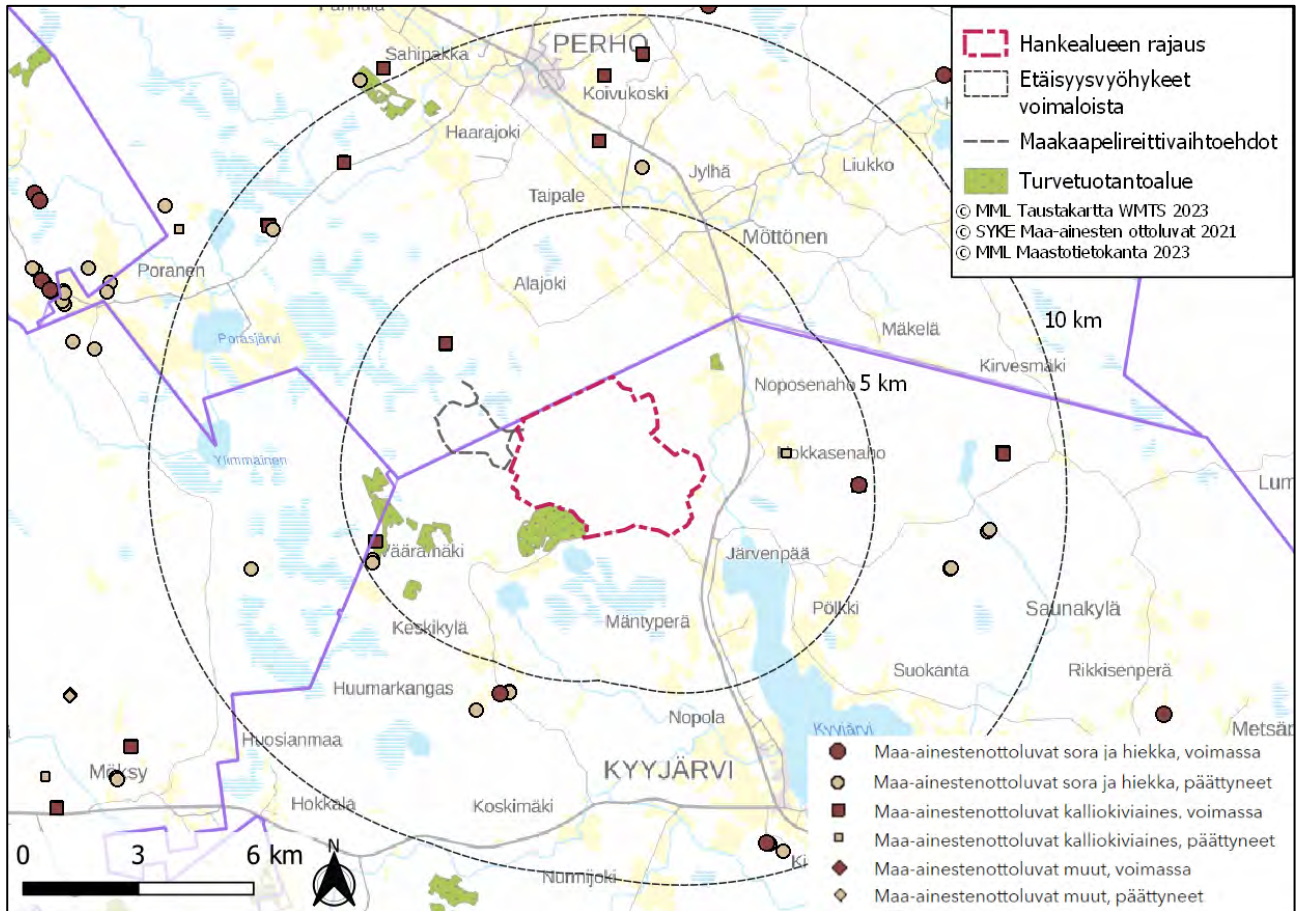 PERHO
Sahipakka
Koivukoski
Haarajoki
Jylhä
Liukko
Taipale
Möttönen
Poranen
Alajoki
Mäkelä
10 km
Porasjärvi
Kirvesmäki
Noposenaho
5 km
Ylimmäinen
Lum
Vääramäki
Järvenpää
Pölkki
Saunakylä
Mäntyperä
Keskikylä
Suokanta
Rikkisenperä
Huumarkangas
Nopola
Kyyjärvi
Metsäp
Huosianmaa
Möksy
KYYJÄRVI
Hokkala
Koskimäki
Ki
Nurmijoki
0 3 6 km
N
Hankealueen rajaus
Etäisyysvyöhykkeet
voimaloista
Maakaapelireittivaihtoehdot
Turvetuotantoalue
© MML Taustakartta WMTS 2023
© SYKE Maa-ainesten ottoluvat 2021
© MML Maastotietokanta 2023
Maa-ainestenottoluvat sora ja hiekka, voimassa
Maa-ainestenottoluvat sora ja hiekka, päättyneet
Maa-ainestenottoluvat kalliokiviaines, voimassa
Maa-ainestenottoluvat kalliokiviaines, päättyneet
Maa-ainestenottoluvat muut, voimassa
Maa-ainestenottoluvat muut, päättyneet